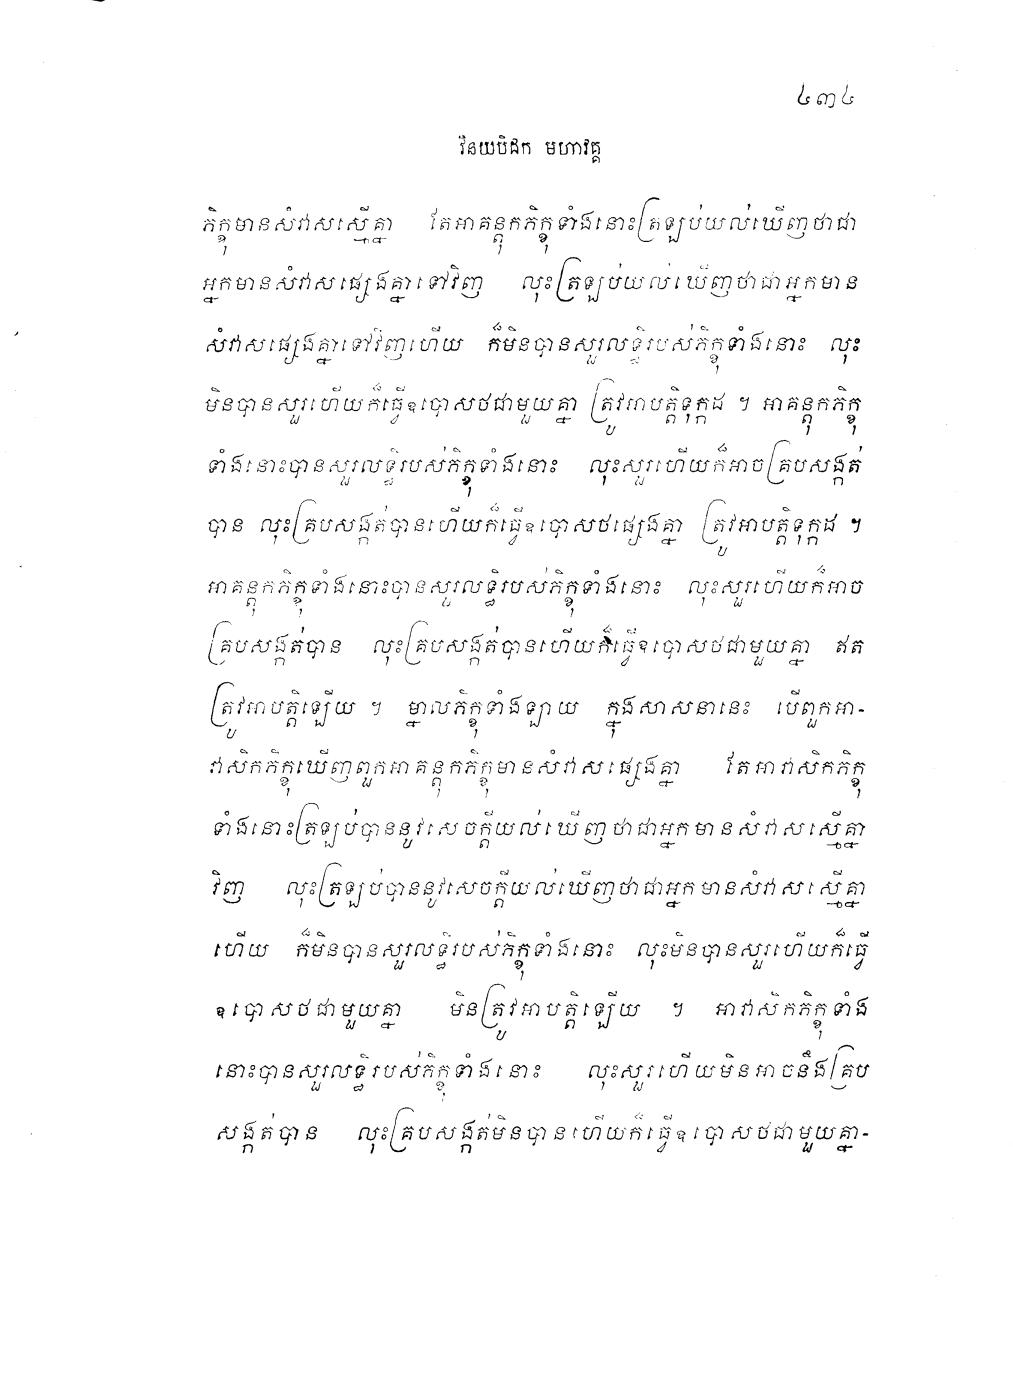 ៤៣៤
វិនយបិដក មហាវគ្គ
ភិក្ខុមានសំវាសស្មើគ្នា តែអាគន្តុកភិក្ខុទាំងនោះត្រឡប់យល់ឃើញថាជា
អ្នកមានសំវាសផ្សេងគ្នាទៅវិញ លុះត្រឡប់យល់ឃើញថាជាអ្នកមាន
សំវាសផ្សេងគ្នាទៅវិញហើយ ក៏មិនបានសួរលទ្ធិរបស់ភិក្ខុទាំងនោះ លុះ
មិនបានសួរហើយក៏ធ្វើឧបោសថជាមួយគ្នា ត្រូវអាបត្តិទុក្កដ ។ អាគន្តុកភិក្ខុ
ទាំងនោះបានសួរលទ្ធិរបស់ភិក្ខុទាំងនោះ លុះសួរហើយក៏អាចគ្របសង្កត់
បាន លុះគ្របសង្កត់បានហើយក៏ធ្វើឧបោសថផ្សេងគ្នា ត្រូវអាបត្តិទុក្កដ ។
អាគន្តុកភិក្ខុទាំងនោះបានសួរលទ្ធិរបស់ភិក្ខុទាំងនោះ លុះសួរហើយក៏អាច
គ្របសង្កត់បាន លុះគ្របសង្កត់បានហើយក៏ធ្វើឧបោសថជាមួយគ្នា ឥត
ត្រូវអាបត្តិឡើយ ។ ម្នាលភិក្ខុទាំងឡាយ ក្នុងសាសនានេះ បើពួកអា-
វាសិកភិក្ខុឃើញពួកអាគន្តុកភិក្ខុមានសំវាសផ្សេងគ្នា តែអាវាសិកភិក្ខុ
ទាំងនោះត្រឡប់បាននូវសេចក្តីយល់ឃើញថាជាអ្នកមានសំវាសស្មើគ្នា
វិញ លុះត្រឡប់បាននូវសេចក្តីយល់ឃើញថាជាអ្នកមានសំវាសស្មើគ្នា
ហើយ ក៏មិនបានសួរលទ្ធិរបស់ភិក្ខុទាំងនោះ លុះមិនបានសួរហើយក៏ធ្វើ
ឧបោសថជាមួយគ្នា មិនត្រូវអាបត្តិឡើយ ។ អាវាសិកភិក្ខុទាំង
នោះបានសួរលទ្ធិរបស់ភិក្ខុទាំងនោះ លុះសួរហើយមិនអាចនឹងគ្រប
សង្កត់បាន លុះគ្របសង្កត់មិនបានហើយក៏ធ្វើឧបោសថជាមួយគ្នា-